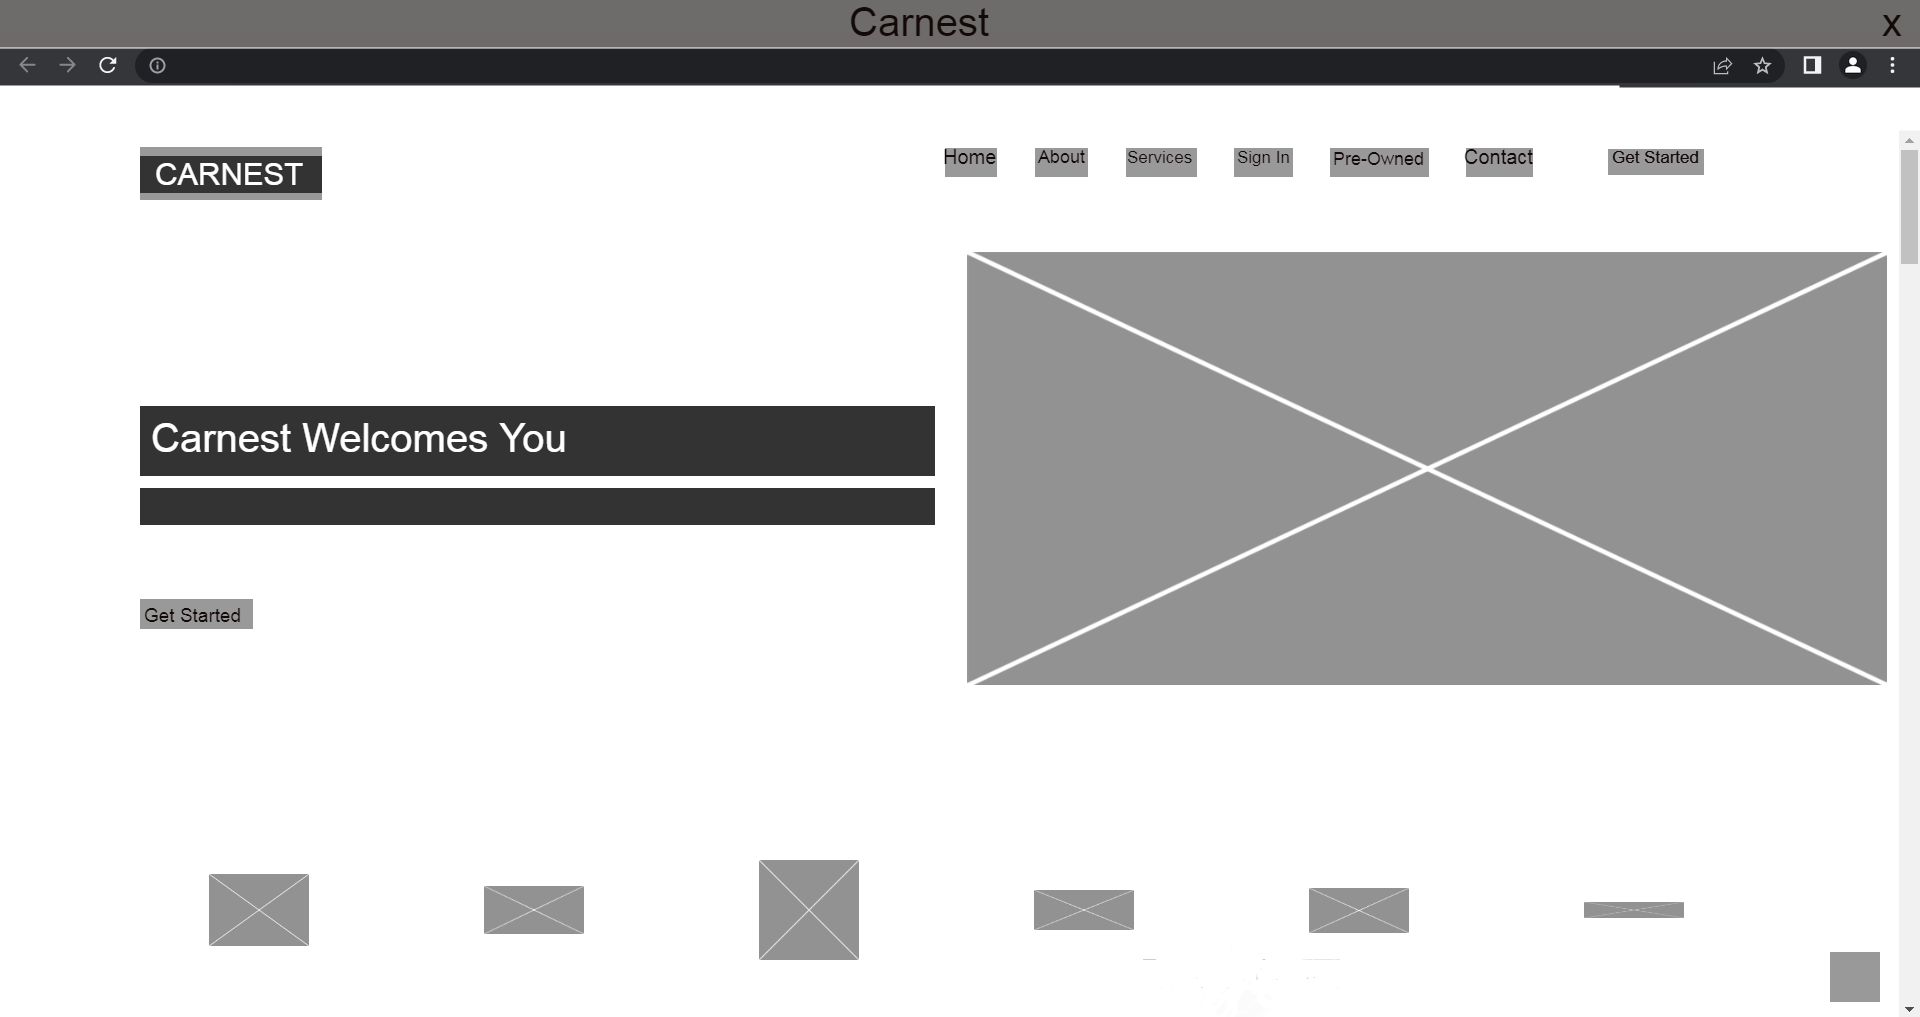 Carnest
X
CARNEST
Home About Services Sign In Pre-Owned Contact Get Started
Carnest Welcomes You
Get Started